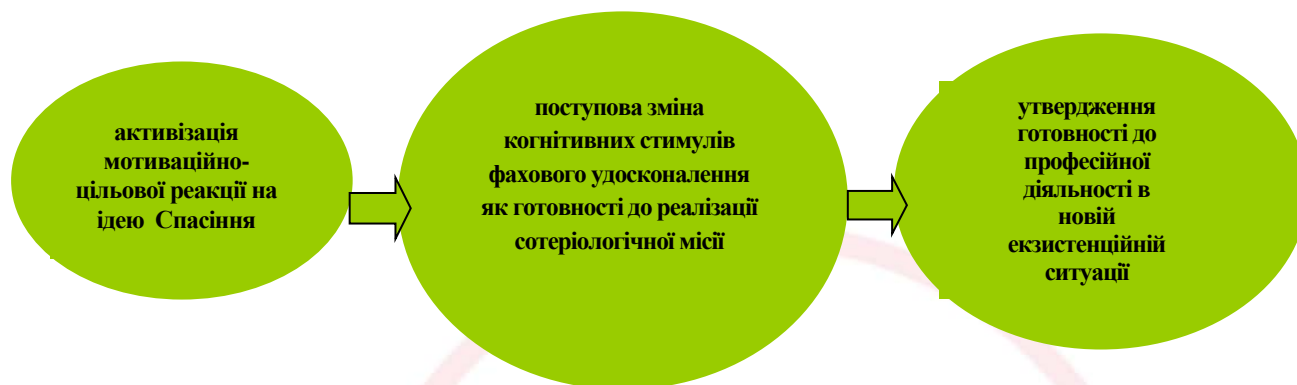 активізація
мотиваційно-
цільової реакції на
ідею Спасіння
поступова зміна
когнітивних стимулів
фахового удосконалення
як готовності до реалізації
сотеріологічної місії
утвердження
готовності до
професійної
діяльності в
новій
екзистенційній
ситуації